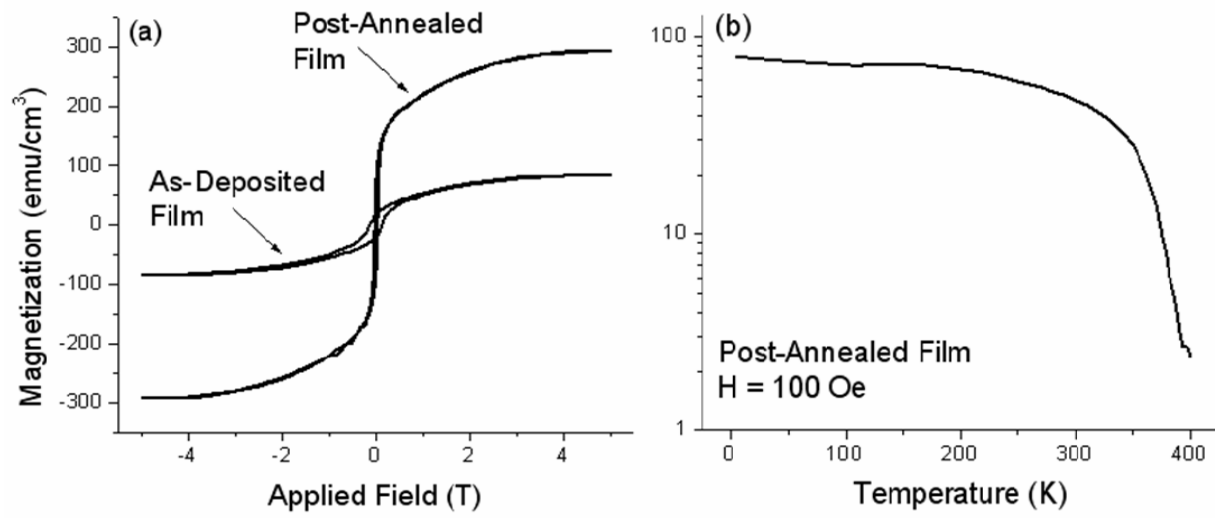 (a)
Post-Annealed
Film
As-Deposited
Film
300
200
100
0
-100
-200
-300
-4
-2
0
2
4
Magnetization (emu/cm³)
Applied Field (T)
(b)
100
10
1
Post-Annealed Film
H = 100 Oe
0
100
200
300
400
Temperature (K)